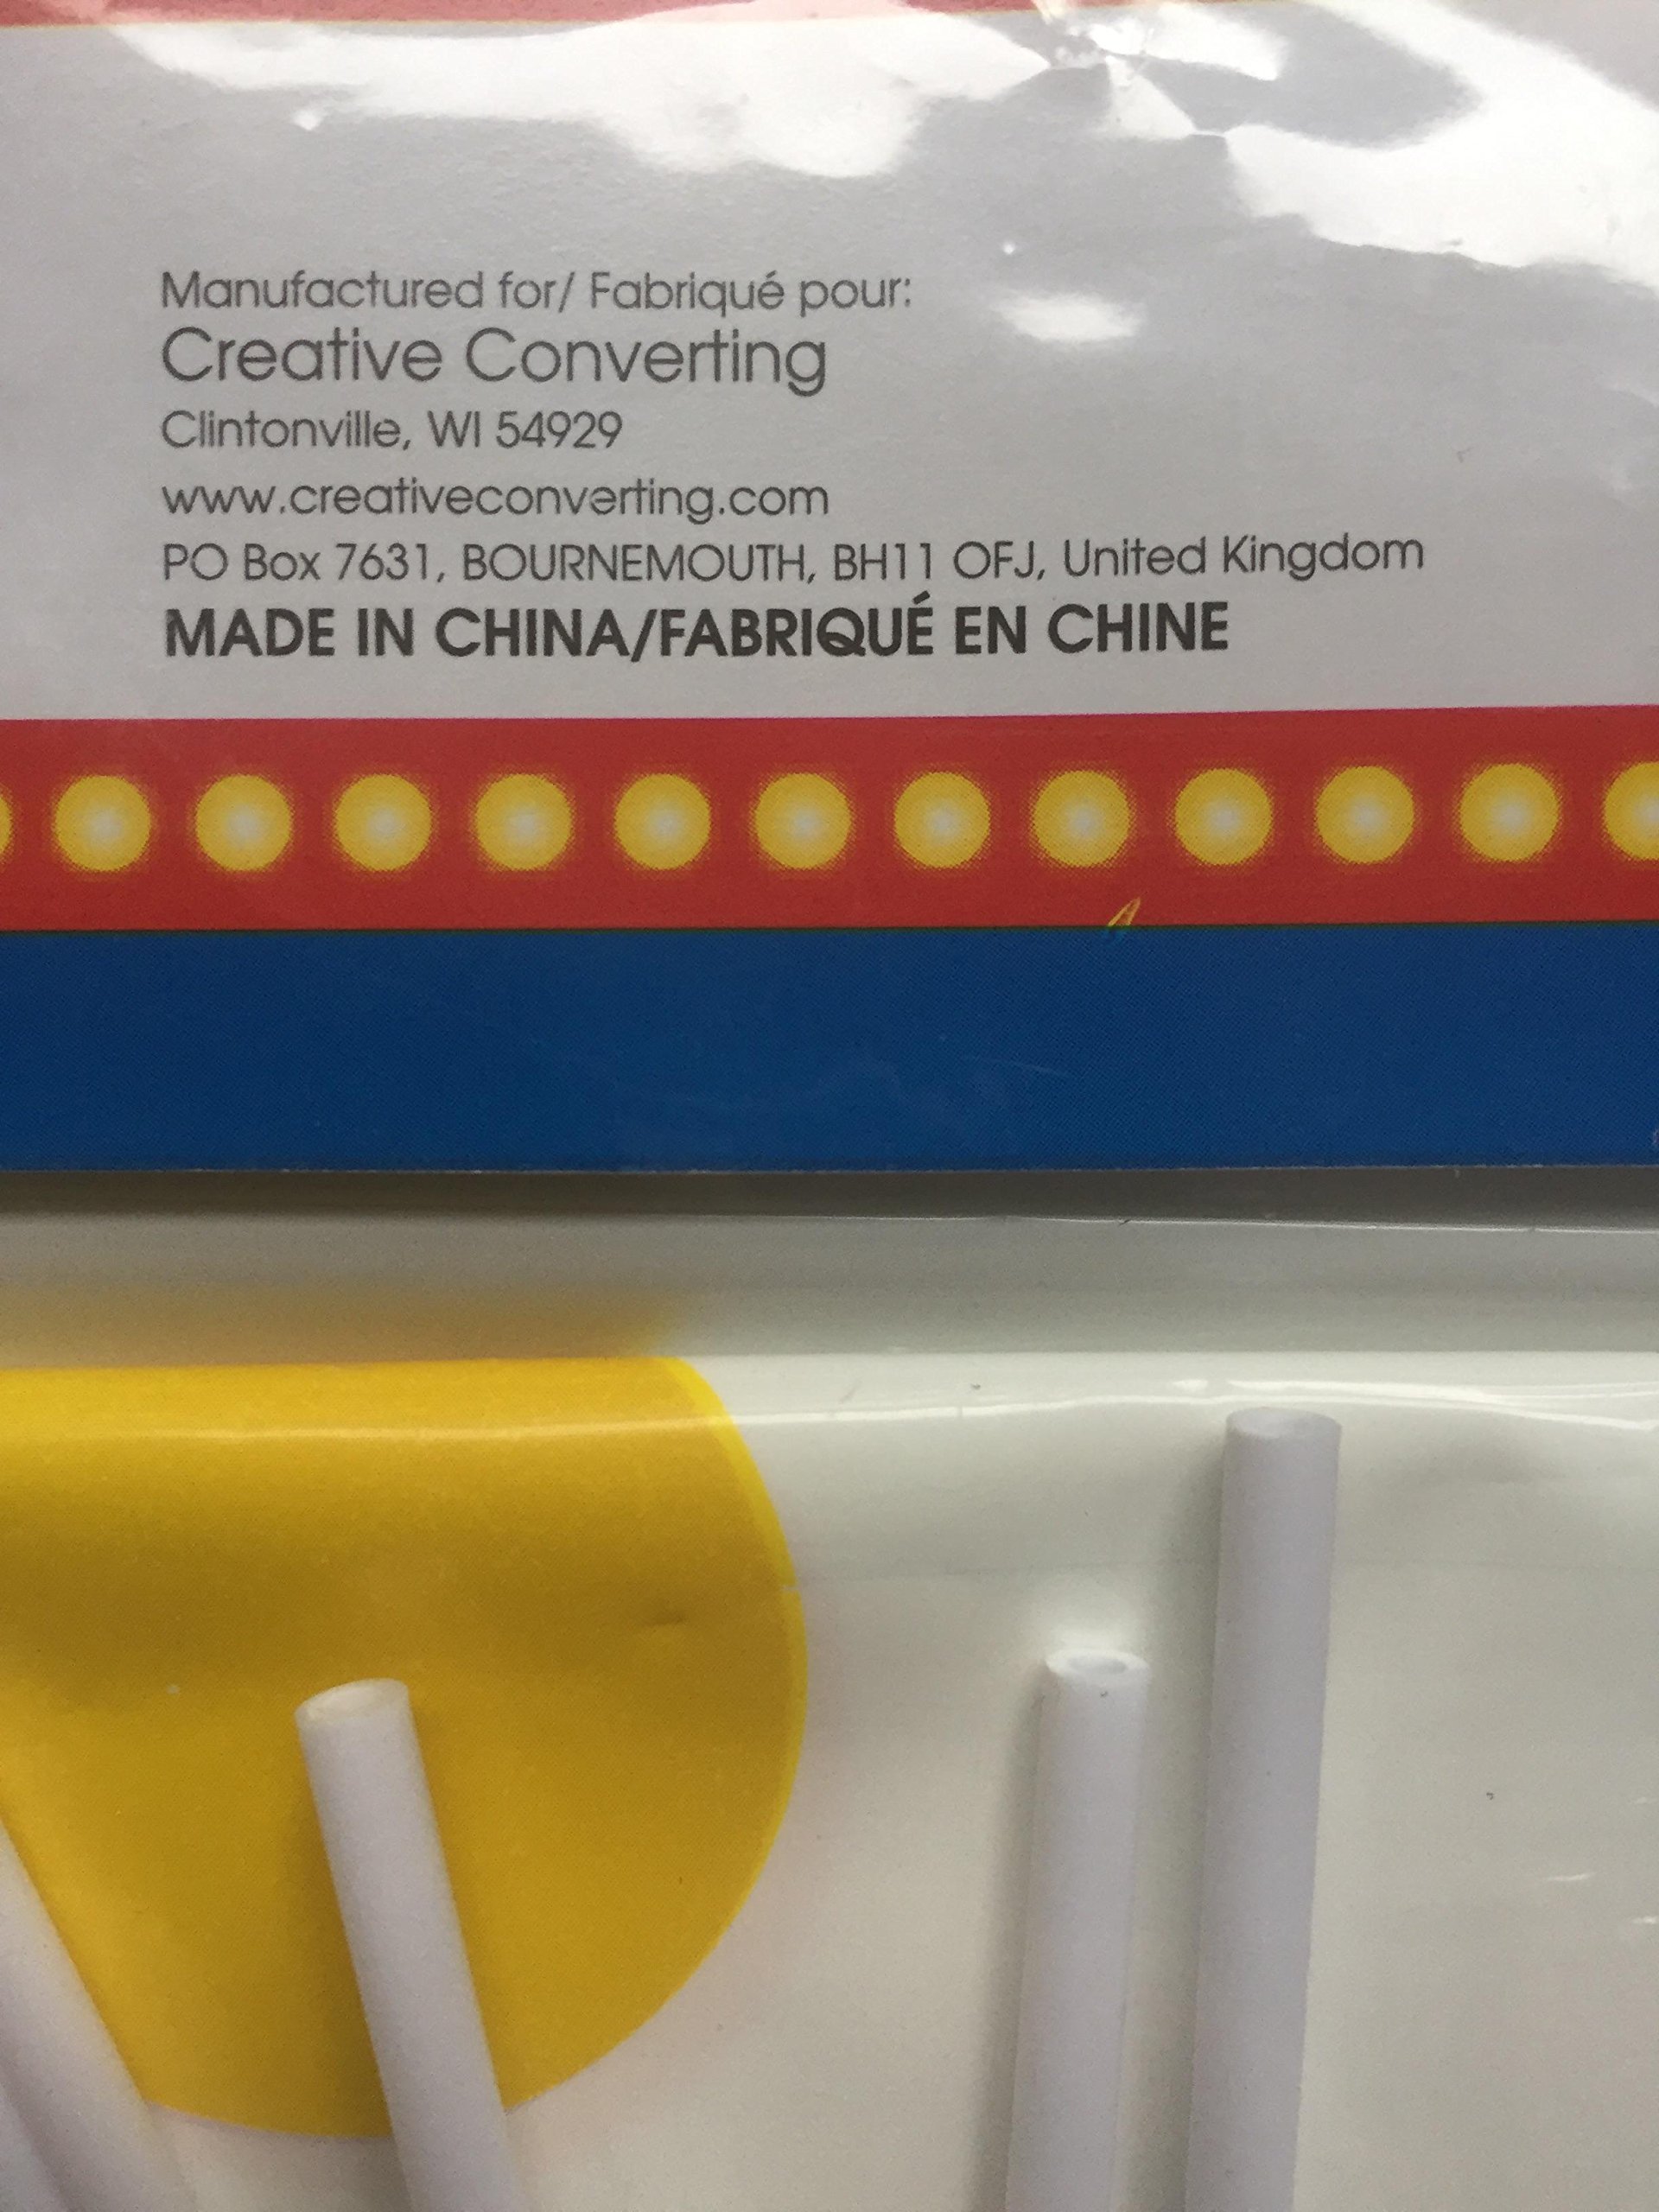 Manufactured for/ Fabriqué pour:
Creative Converting
Clintonville, WI 54929
www.creativeconverting.com
PO Box 7631, BOURNEMOUTH, BH11 OFJ, United Kingdom
MADE IN CHINA/FABRIQUÉ EN CHINE